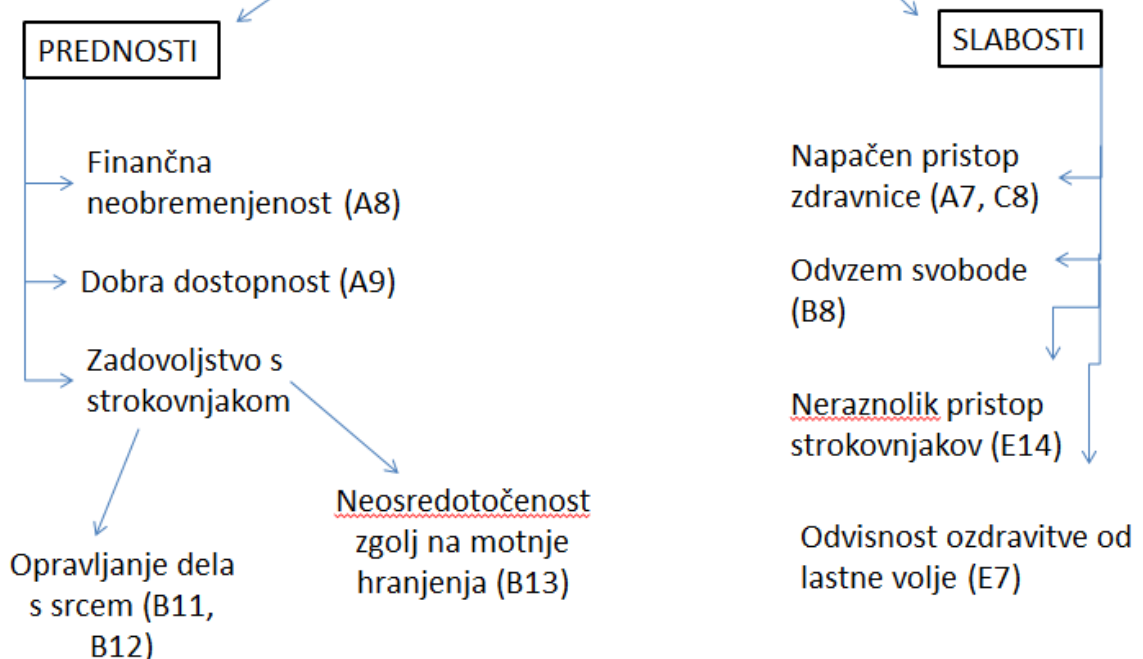 PREDNOSTI
Finančna
neobremenjenost (A8)
Dobra dostopnost (A9)
Zadovoljstvo s
strokovnjakom
Opravljanje dela
s srcem (B11,
B12)
Neosredotočenost
zgolj na motnje
hranjenja (B13)
SLABOSTI
Napačen pristop
zdravnice (A7, C8)
Odvzem svobode
(B8)
Neraznolik pristop
strokovnjakov (E14)
Odvisnost ozdravitve od
lastne volje (E7)